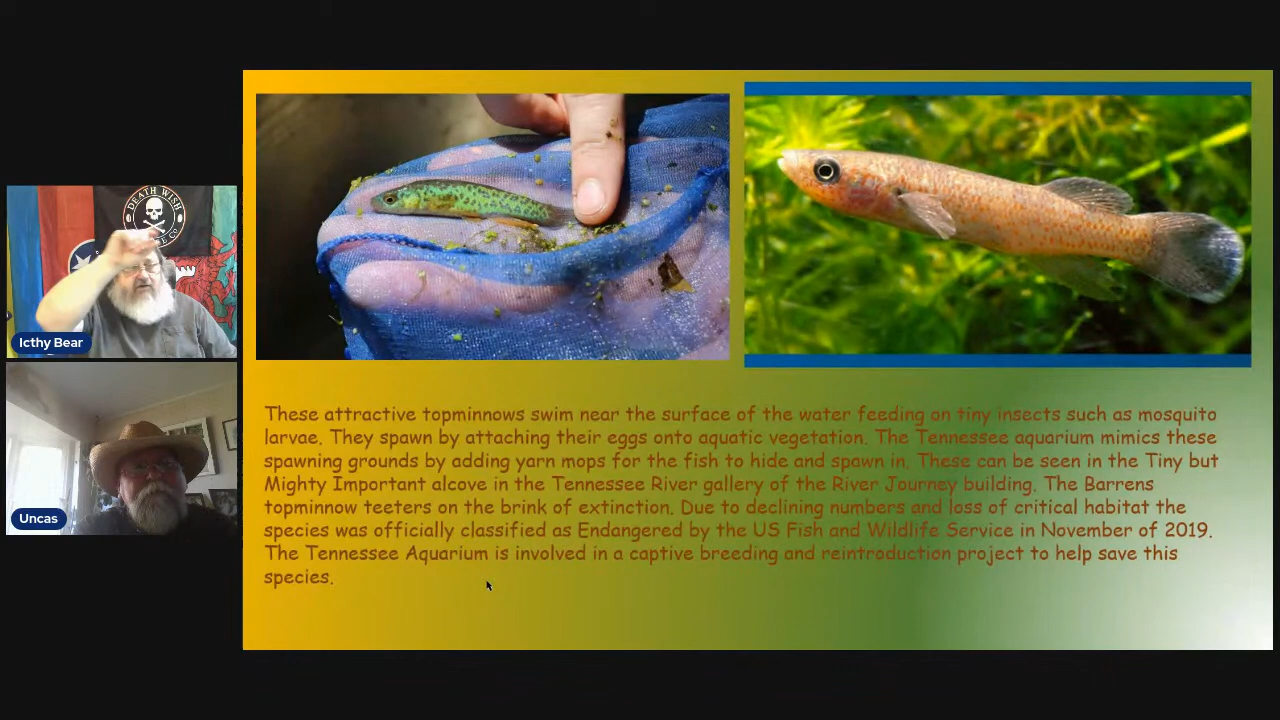 DEATH WISH
Icthy Bear
Uncas
These attractive topminnows swim near the surface of the water feeding on tiny insects such as mosquito
larvae. They spawn by attaching their eggs onto aquatic vegetation. The Tennessee aquarium mimics these
spawning grounds by adding yarn mops for the fish to hide and spawn in. These can be seen in the Tiny but
Mighty Important alcove in the Tennessee River gallery of the River Journey building. The Barrens
topminnow teeters on the brink of extinction. Due to declining numbers and loss of critical habitat the
species was officially classified as Endangered by the US Fish and Wildlife Service in November of 2019.
The Tennessee Aquarium is involved in a captive breeding and reintroduction project to help save this
species.